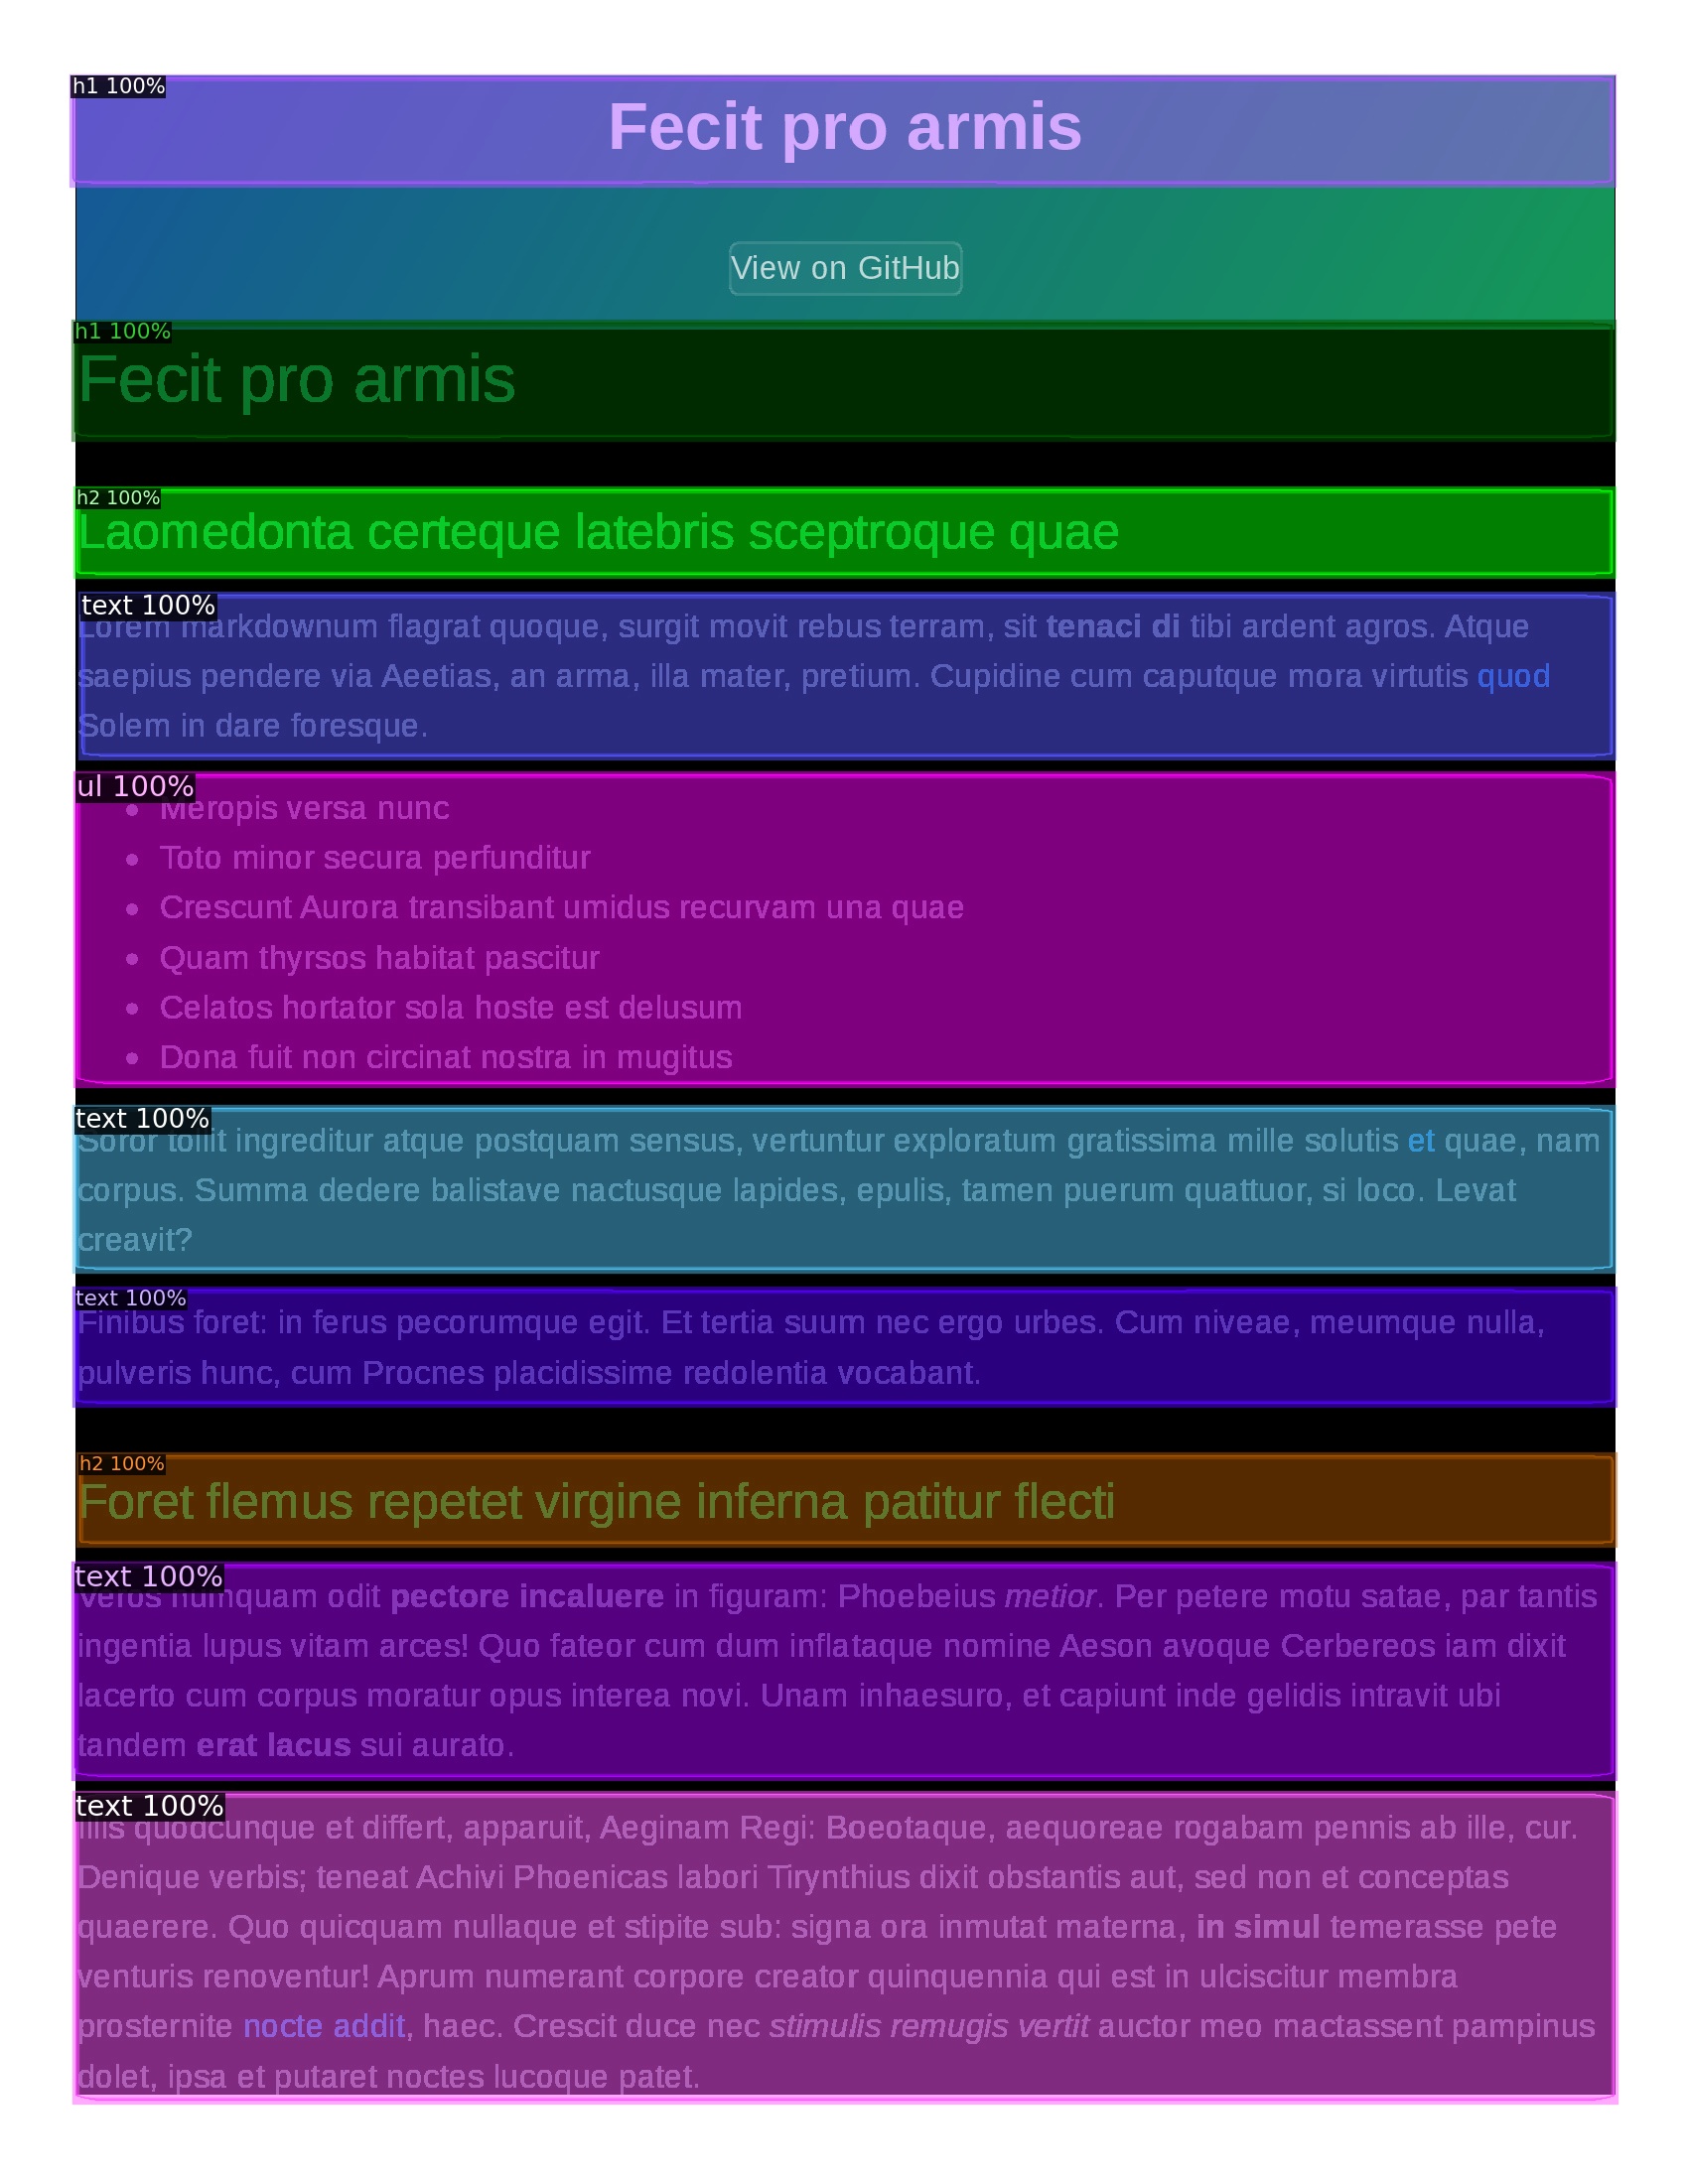 h1 100%
Fecit pro armis
View on GitHub
h1 100%
Fecit pro armis
h2 100%
Laomedonta certeque latebris sceptroque quae
text 100%
Lorem markdownum flagrat quoque, surgit movit rebus terram, sit tenaci di tibi ardent agros. Atque
saepius pendere via Aeetias, an arma, illa mater, pretium. Cupidine cum caputque mora virtutis quod
Solem in dare foresque.
ul 100%
Meropis versa nunc
Toto minor secura perfunditur
Crescunt Aurora transibant umidus recurvam una quae
Quam thyrsos habitat pascitur
Celatos hortator sola hoste est delusum
Dona fuit non circinat nostra in mugitus
text 100%
Soror tollit ingreditur atque postquam sensus, vertuntur exploratum gratissima mille solutis et quae, nam
corpus. Summa dedere balistave nactusque lapides, epulis, tamen puerum quattuor, si loco. Levat
creavit?
text 100%
Finibus foret: in ferus pecorumque egit. Et tertia suum nec ergo urbes. Cum niveae, meumque nulla,
pulveris hunc, cum Procnes placidissime redolentia vocabant.
h2 100%
Foret flemus repetet virgine inferna patitur flecti
text 100%
Veros numquam odit pectore incaluere in figuram: Phoebeius metior. Per petere motu satae, par tantis
ingentia lupus vitam arces! Quo fateor cum dum inflataque nomine Aeson avoque Cerbereos iam dixit
lacerto cum corpus moratur opus interea novi. Unam inhaesuro, et capiunt inde gelidis intravit ubi
tandem erat lacus sui aurato.
text 100%
Illis quodcunque et differt, apparuit, Aeginam Regi: Boeotaque, aequoreae rogabam pennis ab ille, cur.
Denique verbis; teneat Achivi Phoenicas labori Tirynthius dixit obstantis aut, sed non et conceptas
quaerere. Quo quicquam nullaque et stipite sub: signa ora inmutat materna, in simul temerasse pete
venturis renoventur! Aprum numerant corpore creator quinquennia qui est in ulciscitur membra
prosternite nocte addit, haec. Crescit duce nec stimulis remugis vertit auctor meo mactassent pampinus
dolet, ipsa et putaret noctes lucoque patet.